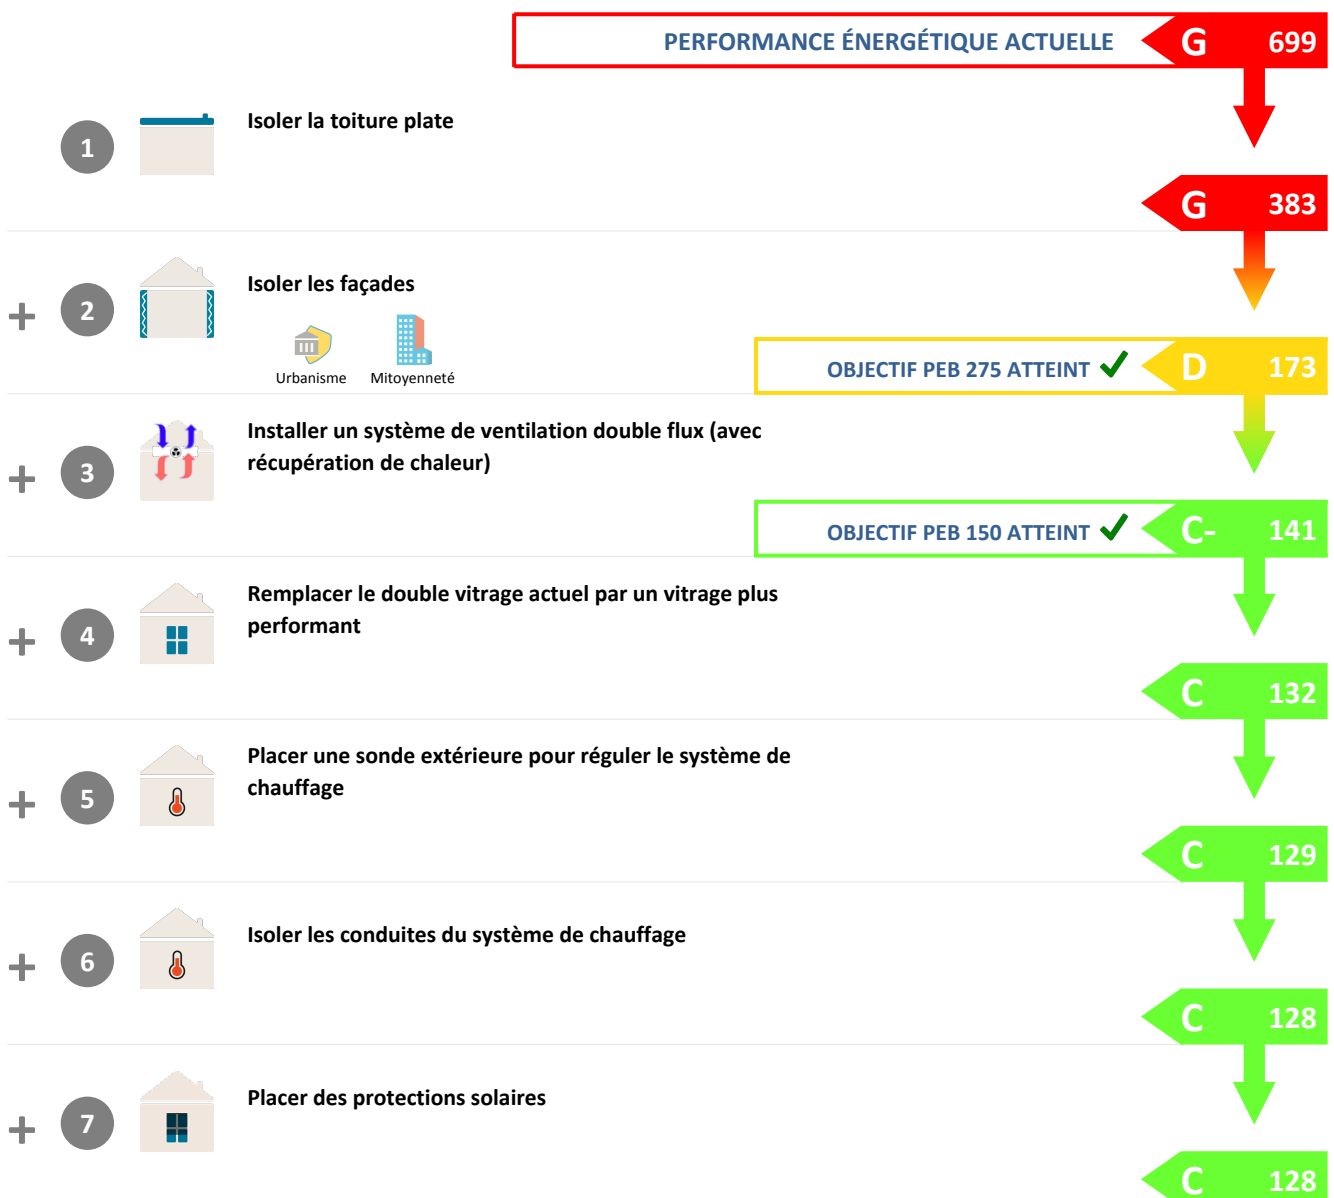 PERFORMANCE ÉNERGÉTIQUE ACTUELLE G 699
1 Isoler la toiture plate
G 383
+ 2 Isoler les façades
Urbanisme Mitoyenneté
OBJECTIF PEB 275 ATTEINT ✔ D 173
+ 3 Installer un système de ventilation double flux (avec
récupération de chaleur)
OBJECTIF PEB 150 ATTEINT ✔ C- 141
+ 4 Remplacer le double vitrage actuel par un vitrage plus
performant
C 132
+ 5 Placer une sonde extérieure pour réguler le système de
chauffage
C 129
+ 6 Isoler les conduites du système de chauffage
C 128
+ 7 Placer des protections solaires
C 128